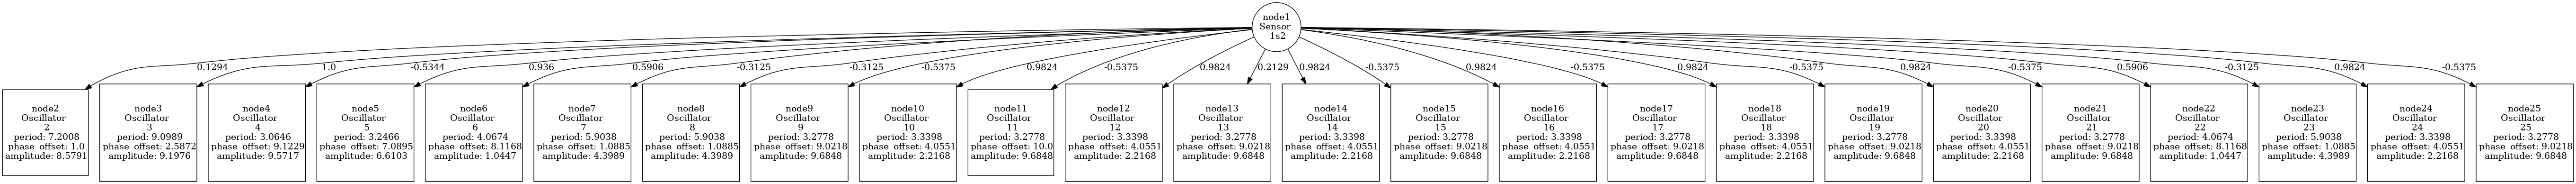 node1
Sensor
1s2
0.1294
1.0
-0.5344
0.936
0.5906
-0.3125
-0.3125
-0.5375
0.9824
-0.5375
0.9824
0.2129
0.9824
-0.5375
0.9824
-0.5375
0.9824
-0.5375
0.9824
-0.5375
0.5906
-0.3125
0.9824
-0.5375
node2
Oscillator
2
period: 7.2008
phase_offset: 1.0
amplitude: 8.5791
node3
Oscillator
3
period: 9.0989
phase_offset: 2.5872
amplitude: 9.1976
node4
Oscillator
4
period: 3.0646
phase_offset: 9.1229
amplitude: 9.5717
node5
Oscillator
5
period: 3.2466
phase_offset: 7.0895
amplitude: 6.6103
node6
Oscillator
6
period: 4.0674
phase_offset: 8.1168
amplitude: 1.0447
node7
Oscillator
7
period: 5.9038
phase_offset: 1.0885
amplitude: 4.3989
node8
Oscillator
8
period: 5.9038
phase_offset: 1.0885
amplitude: 4.3989
node9
Oscillator
9
period: 3.2778
phase_offset: 9.0218
amplitude: 9.6848
node10
Oscillator
10
period: 3.3398
phase_offset: 4.0551
amplitude: 2.2168
node11
Oscillator
11
period: 3.2778
phase_offset: 10.0
amplitude: 9.6848
node12
Oscillator
12
period: 3.3398
phase_offset: 4.0551
amplitude: 2.2168
node13
Oscillator
13
period: 3.2778
phase_offset: 9.0218
amplitude: 9.6848
node14
Oscillator
14
period: 3.3398
phase_offset: 4.0551
amplitude: 2.2168
node15
Oscillator
15
period: 3.2778
phase_offset: 9.0218
amplitude: 9.6848
node16
Oscillator
16
period: 3.3398
phase_offset: 4.0551
amplitude: 2.2168
node17
Oscillator
17
period: 3.2778
phase_offset: 9.0218
amplitude: 9.6848
node18
Oscillator
18
period: 3.3398
phase_offset: 4.0551
amplitude: 2.2168
node19
Oscillator
19
period: 3.2778
phase_offset: 9.0218
amplitude: 9.6848
node20
Oscillator
20
period: 3.3398
phase_offset: 4.0551
amplitude: 2.2168
node21
Oscillator
21
period: 3.2778
phase_offset: 9.0218
amplitude: 9.6848
node22
Oscillator
22
period: 4.0674
phase_offset: 8.1168
amplitude: 1.0447
node23
Oscillator
23
period: 5.9038
phase_offset: 1.0885
amplitude: 4.3989
node24
Oscillator
24
period: 3.3398
phase_offset: 4.0551
amplitude: 2.2168
node25
Oscillator
25
period: 3.2778
phase_offset: 9.0218
amplitude: 9.6848